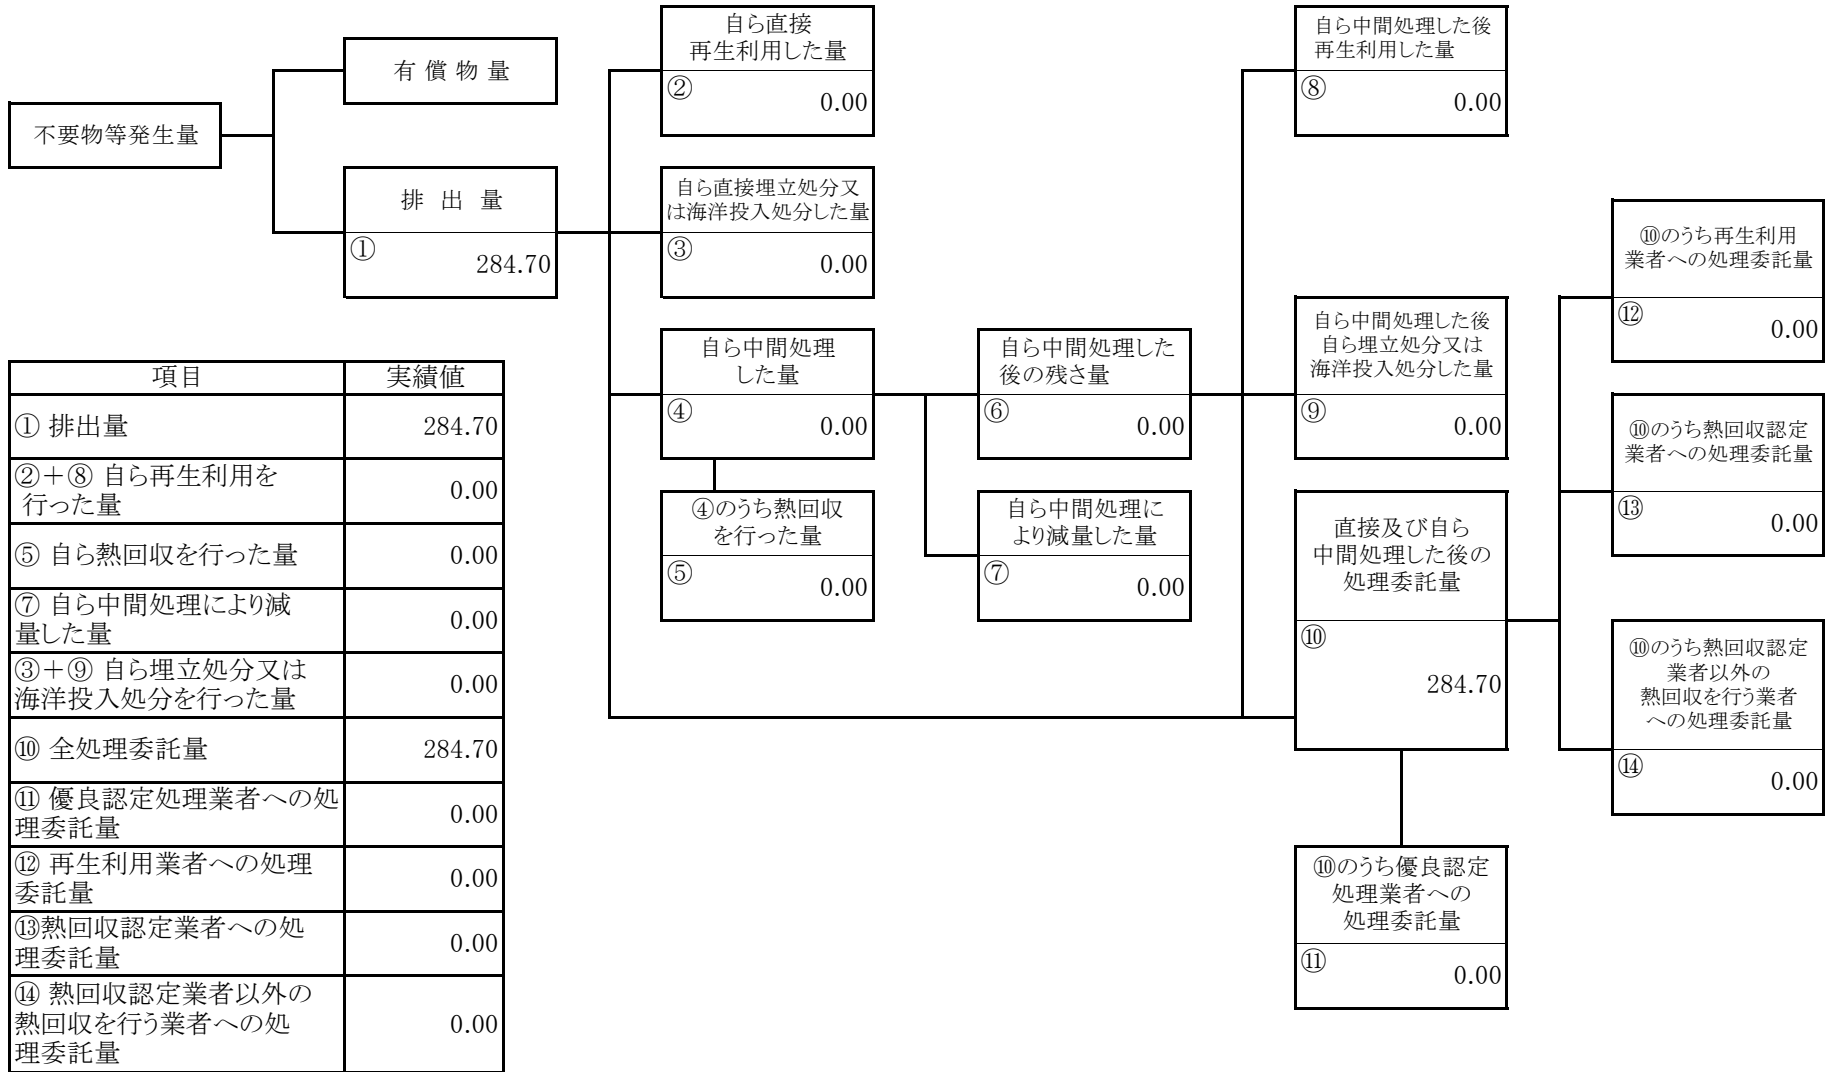 不要物等発生量
有 償 物 量
排 出 量
①
284.70
自ら直接
再生利用した量
②
0.00
自ら直接埋立処分又
は海洋投入処分した量
③
0.00
自ら中間処理
した量
④
0.00
④のうち熱回収
を行った量
⑤
0.00
自ら中間処理した
後の残さ量
⑥
0.00
自ら中間処理に
より減量した量
⑦
0.00
自ら中間処理した後
再生利用した量
⑧
0.00
自ら中間処理した後
自ら埋立処分又は
海洋投入処分した量
⑨
0.00
直接及び自ら
中間処理した後の
処理委託量
⑩
284.70
⑩のうち優良認定
処理業者への
処理委託量
⑪
0.00
⑩のうち再生利用
業者への処理委託量
⑫
0.00
⑩のうち熱回収認定
業者への処理委託量
⑬
0.00
⑩のうち熱回収認定
業者以外の
熱回収を行う業者
への処理委託量
⑭
0.00
項目 実績値
① 排出量 284.70
②＋⑧ 自ら再生利用を
行った量 0.00
⑤ 自ら熱回収を行った量 0.00
⑦ 自ら中間処理により減
量した量 0.00
③＋⑨ 自ら埋立処分又は
海洋投入処分を行った量 0.00
⑩ 全処理委託量 284.70
⑪ 優良認定処理業者への処
理委託量 0.00
⑫ 再生利用業者への処理
委託量 0.00
⑬熱回収認定業者への処
理委託量 0.00
⑭ 熱回収認定業者以外の
熱回収を行う業者への処
理委託量 0.00